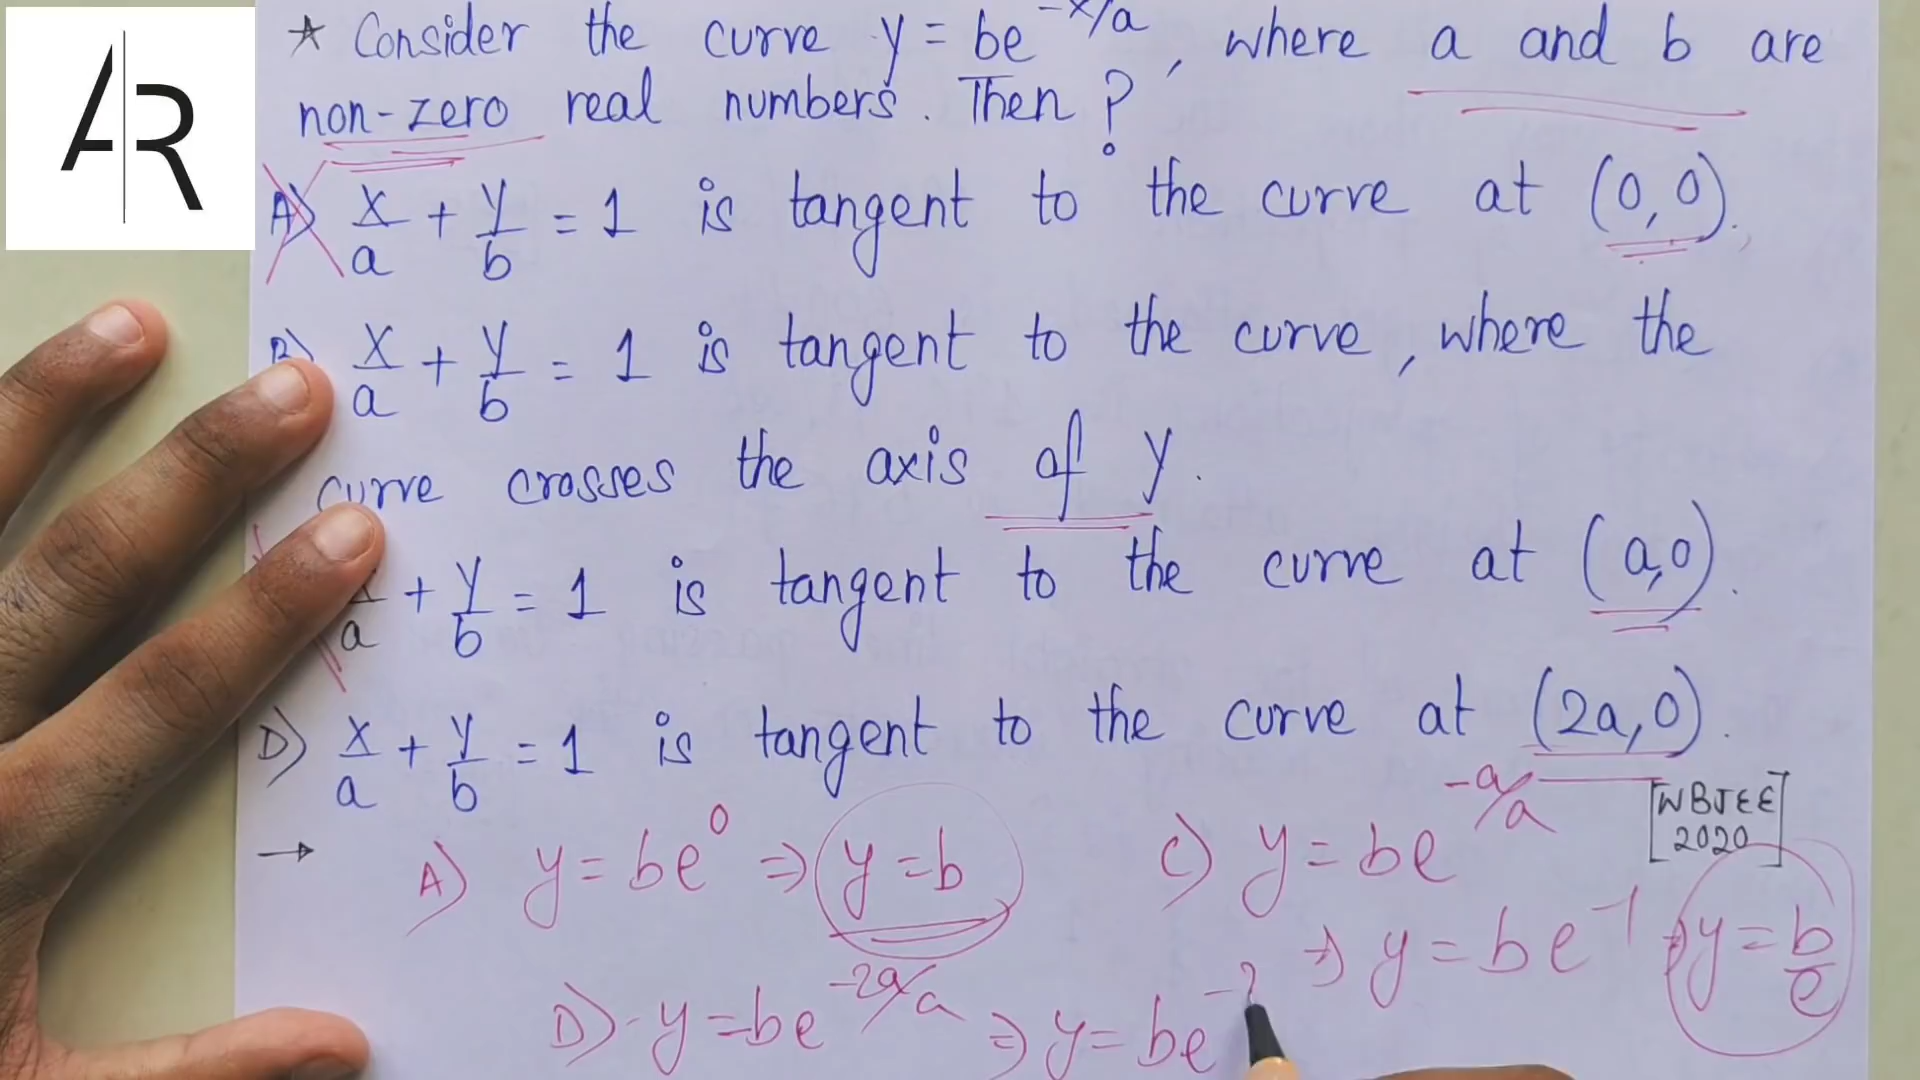 AR
★ Consider the curve y = be^{-x/a}, where a and b are
non-zero real numbers. Then ?
A) x/a + y/b = 1 is tangent to the curve at (0,0).
B) x/a + y/b = 1 is tangent to the curve, where the
curve crosses the axis of y.
x/a + y/b = 1 is tangent to the curve at (a,0).
D) x/a + y/b = 1 is tangent to the curve at (2a,0).
[WBJEE
2020]
→ A) y = be^0 ⇒ y = b
C) y = be^{-a/a}
⇒ y = be^{-1} ⇒ y = b/e
D) y = be^{-2a/a} ⇒ y = be^{-2}